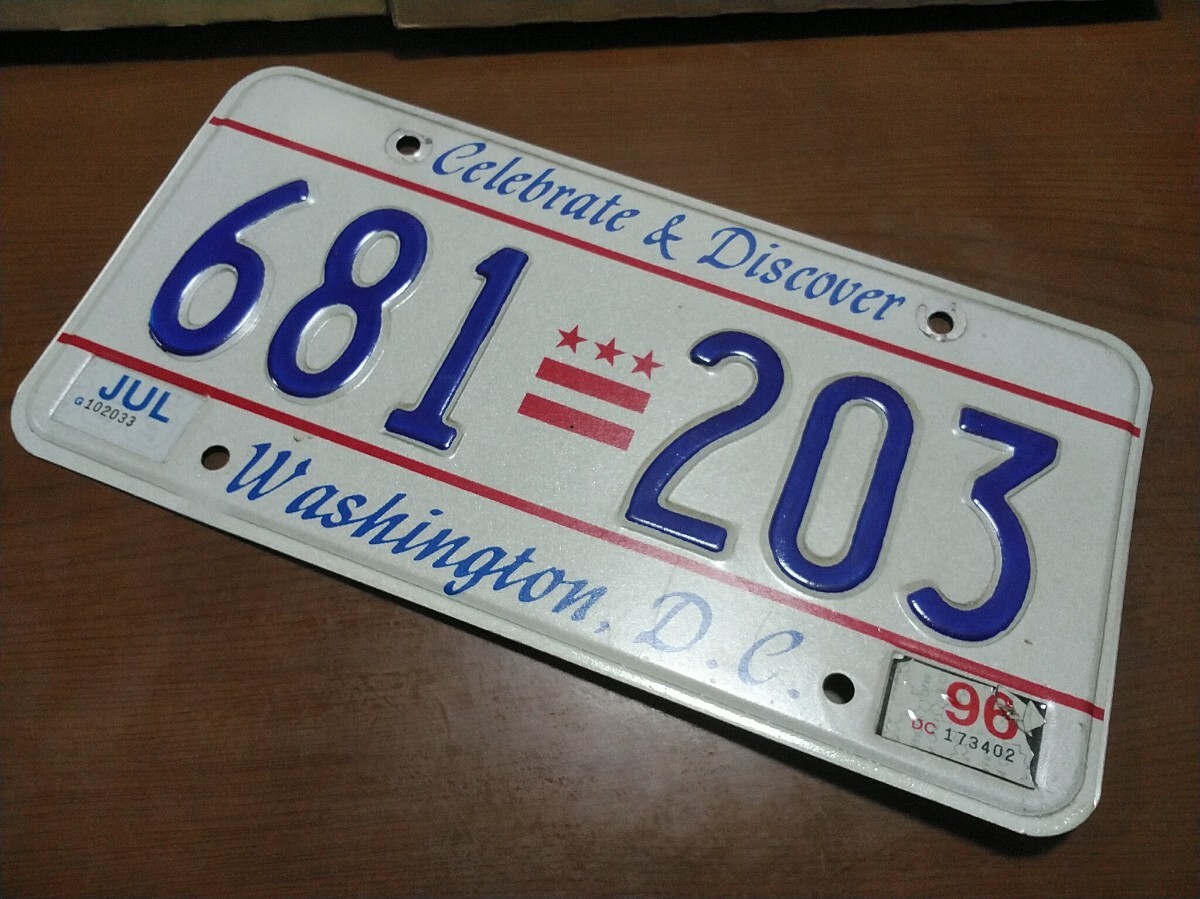 Celebrate & Discover
681 203
JUL
G102033
Washington, D.C.
96
DC 173402